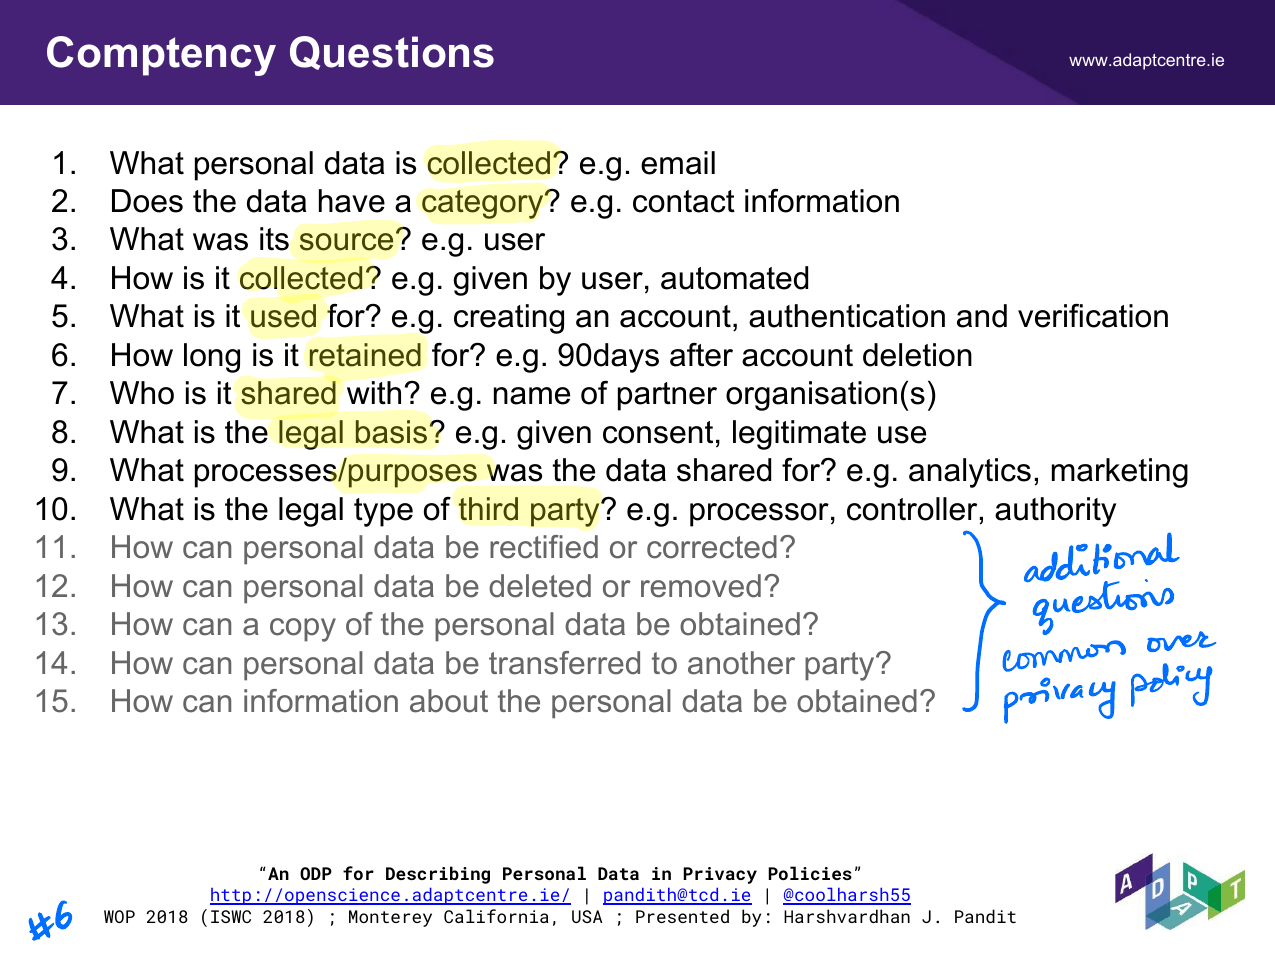 Comptency Questions
www.adaptcentre.ie
1. What personal data is collected? e.g. email
2. Does the data have a category? e.g. contact information
3. What was its source? e.g. user
4. How is it collected? e.g. given by user, automated
5. What is it used for? e.g. creating an account, authentication and verification
6. How long is it retained for? e.g. 90days after account deletion
7. Who is it shared with? e.g. name of partner organisation(s)
8. What is the legal basis? e.g. given consent, legitimate use
9. What processes/purposes was the data shared for? e.g. analytics, marketing
10. What is the legal type of third party? e.g. processor, controller, authority
11. How can personal data be rectified or corrected?
12. How can personal data be deleted or removed?
13. How can a copy of the personal data be obtained?
14. How can personal data be transferred to another party?
15. How can information about the personal data be obtained?
additional
questions
common over
privacy policy
“An ODP for Describing Personal Data in Privacy Policies”
http://openscience.adaptcentre.ie/ | pandith@tcd.ie | @coolharsh55
WOP 2018 (ISWC 2018) ; Monterey California, USA ; Presented by: Harshvardhan J. Pandit
#6
ADAPT